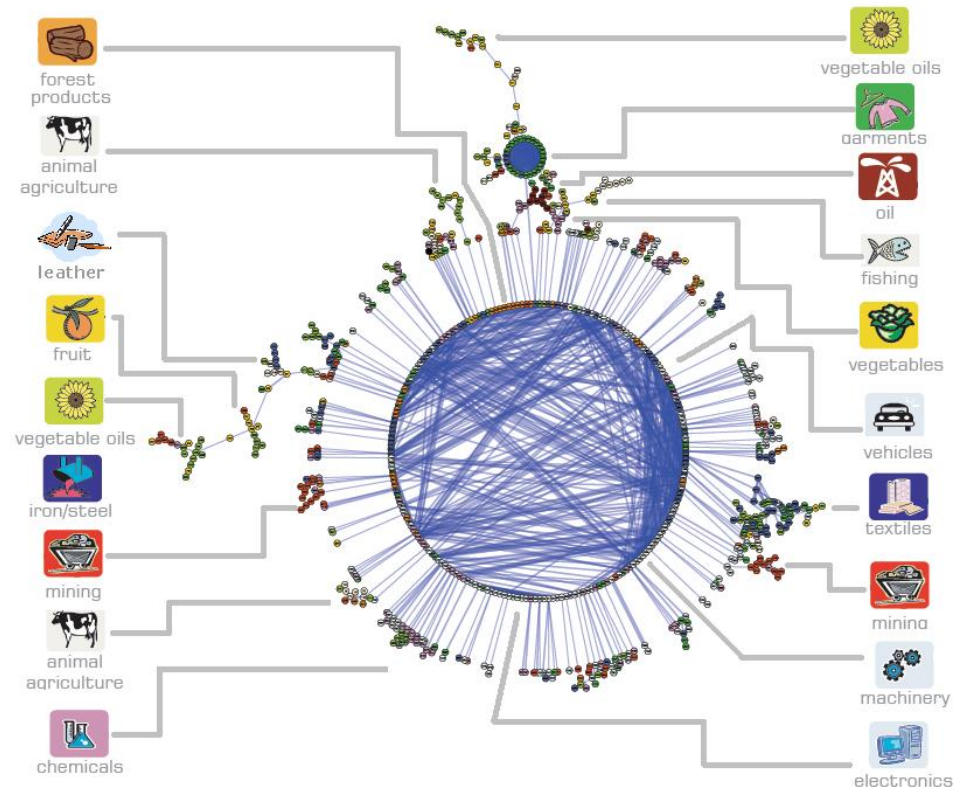 forest
products
animal
agriculture
leather
fruit
vegetable oils
iron/steel
mining
animal
agriculture
chemicals
vegetable oils
garments
oil
fishing
vegetables
vehicles
textiles
mining
machinery
electronics